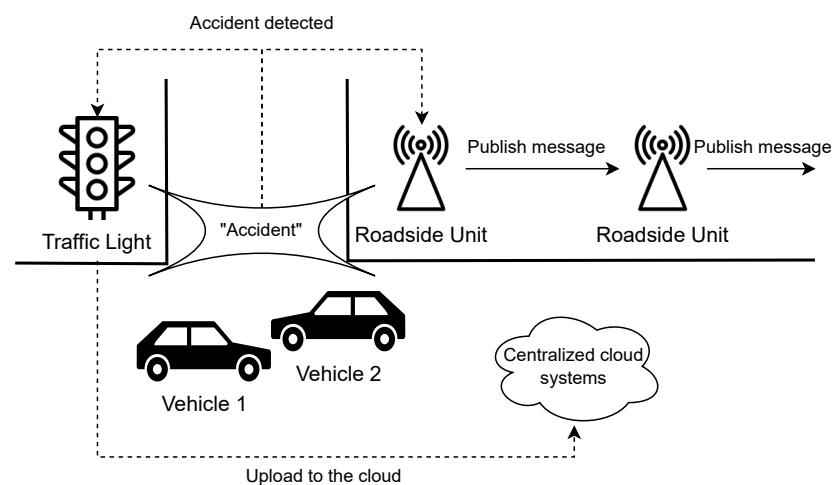 Accident detected
Publish message
Publish message
"Accident"
Traffic Light
Roadside Unit
Roadside Unit
Centralized cloud
systems
Vehicle 2
Vehicle 1
Upload to the cloud